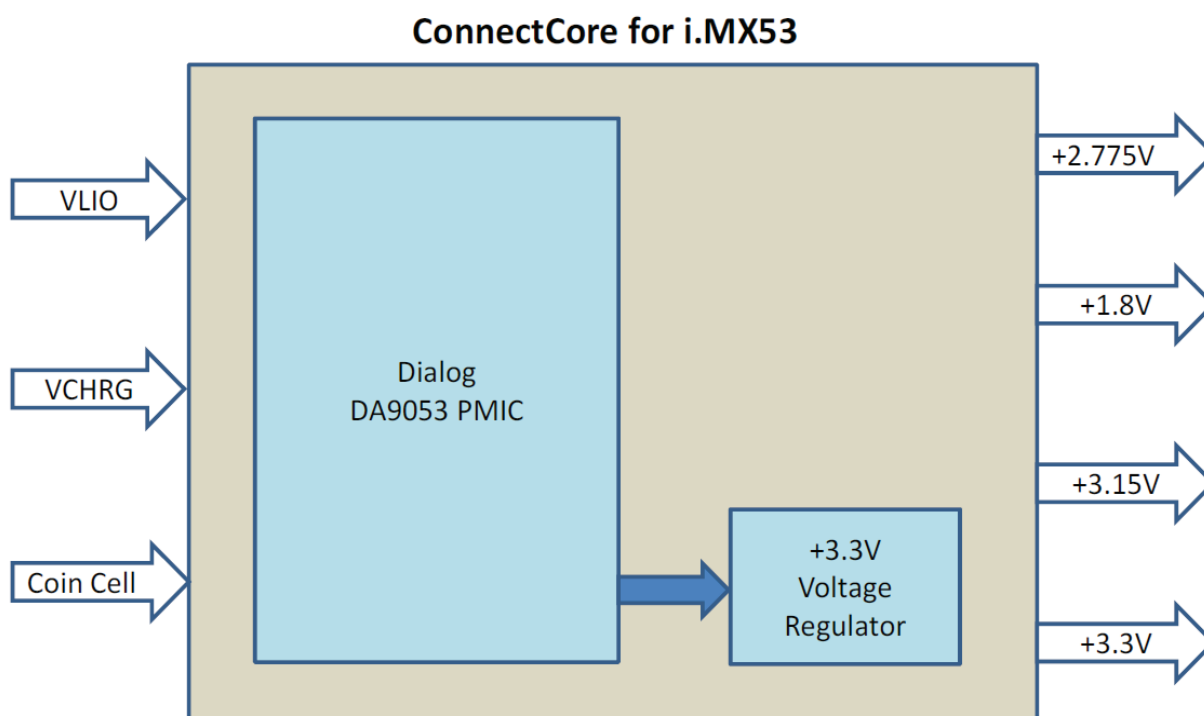 ConnectCore for i.MX53
VLIO
VCHRG
Coin Cell
Dialog
DA9053 PMIC
+3.3V
Voltage
Regulator
+2.775V
+1.8V
+3.15V
+3.3V